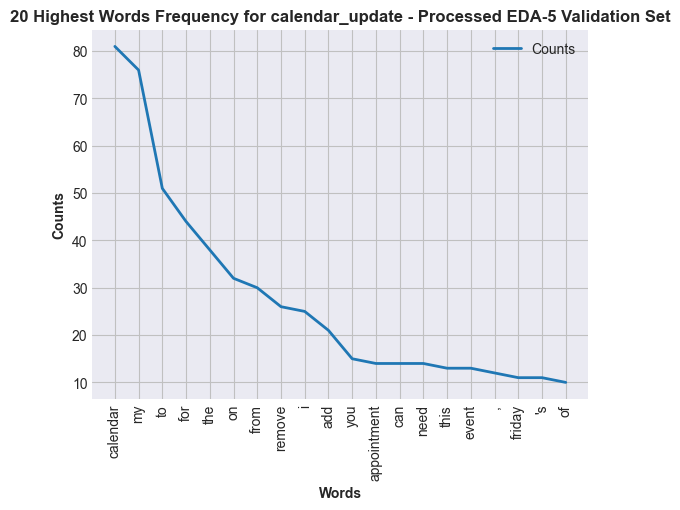 20 Highest Words Frequency for calendar_update - Processed EDA-5 Validation Set
Counts
80
70
60
50
40
30
20
10
Counts
calendar
my
to
for
the
on
from
remove
i
add
you
appointment
can
need
this
event
,
friday
's
of
Words